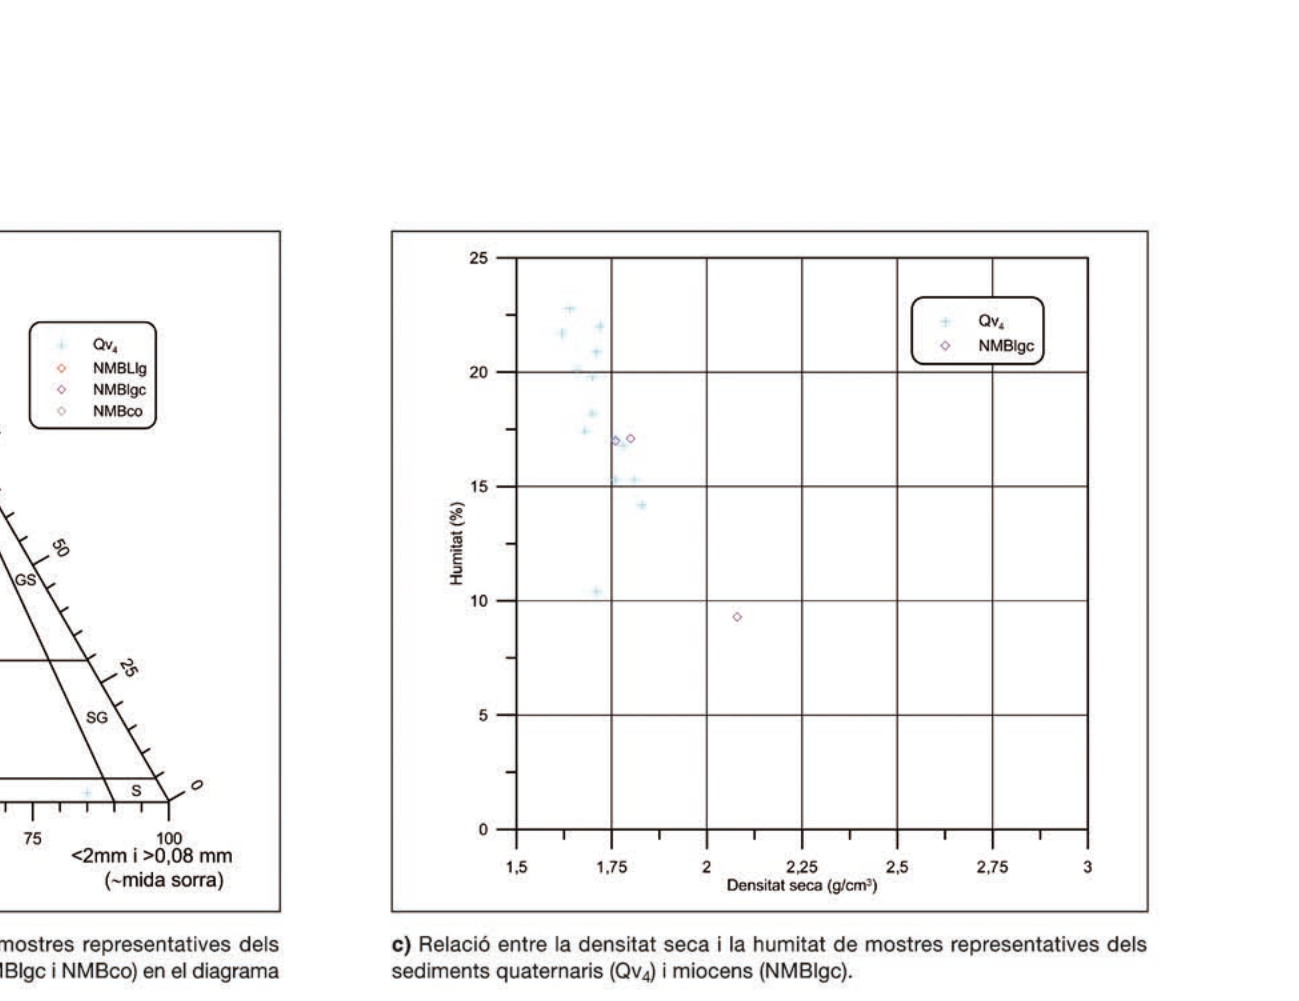 Qv4
NMBLlg
NMBlgc
NMBco
50
GS
25
SG
S
0
75
100
<2mm i >0,08 mm
(~mida sorra)
mostres representatives dels
MBlgc i NMBco) en el diagrama
25
20
15
10
5
0
Humitat (%)
Qv4
NMBlgc
1,5 1,75 2 2,25 2,5 2,75 3
Densitat seca (g/cm³)
c) Relació entre la densitat seca i la humitat de mostres representatives dels
sediments quaternaris (Qv4) i miocens (NMBlgc).